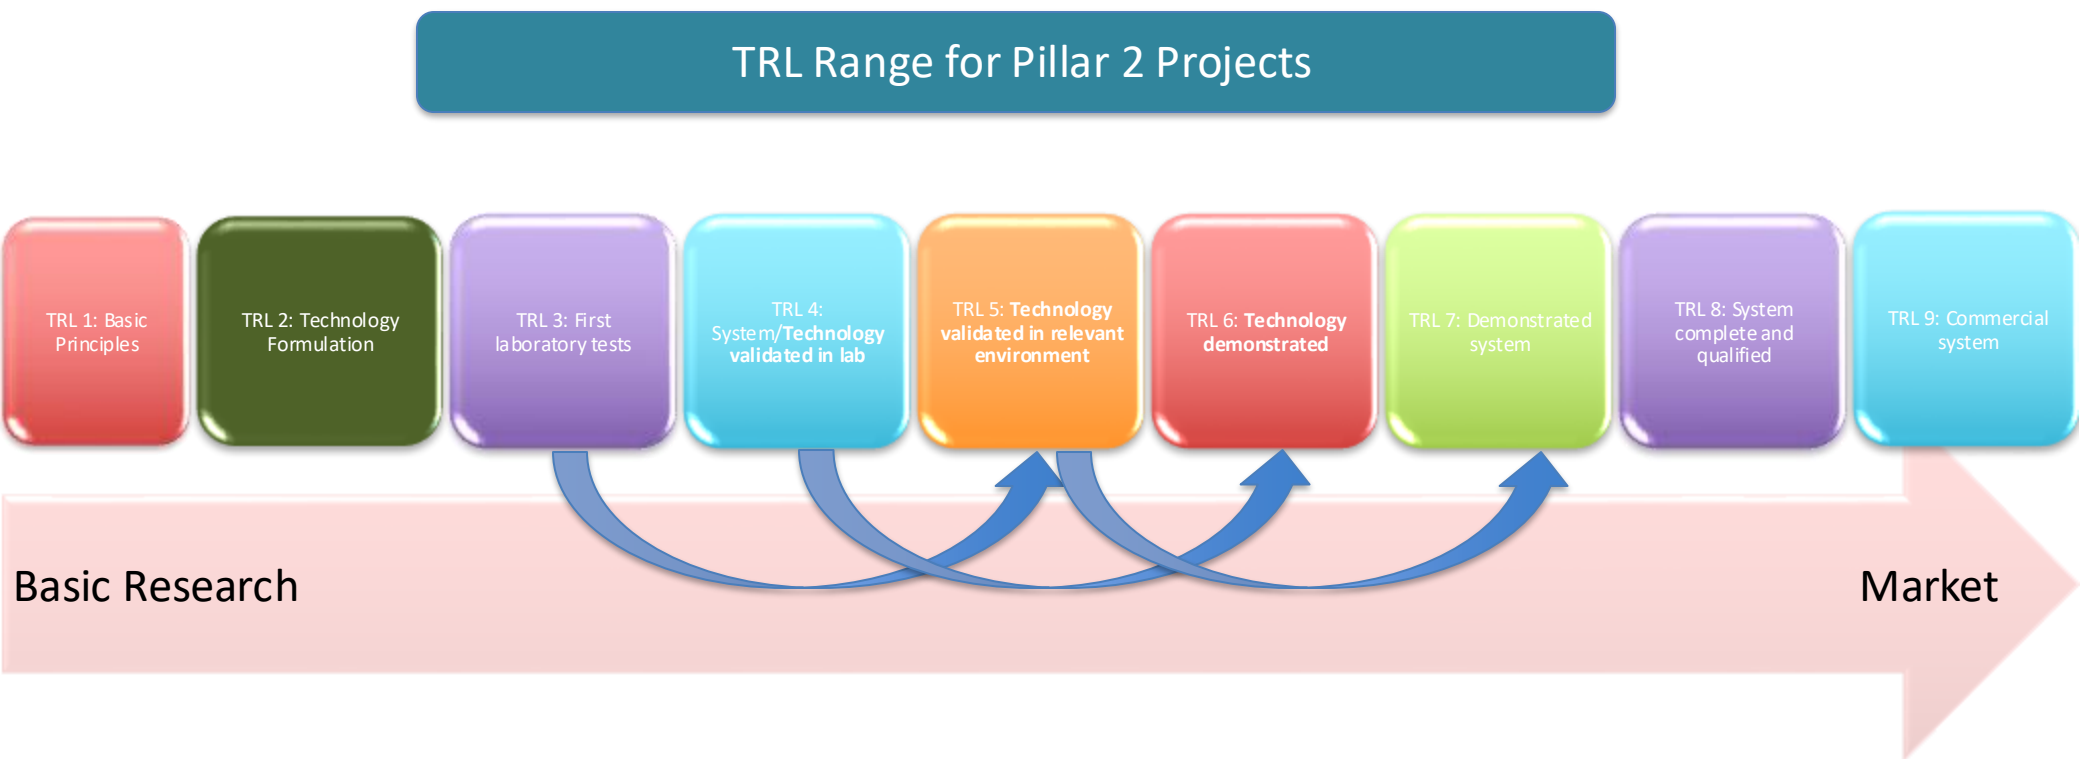 TRL Range for Pillar 2 Projects
TRL 1: Basic
Principles
TRL 2: Technology
Formulation
TRL 3: First
laboratory tests
TRL 4:
System/Technology
validated in lab
TRL 5: Technology
validated in relevant
environment
TRL 6: Technology
demonstrated
TRL 7: Demonstrated
system
TRL 8: System
complete and
qualified
TRL 9: Commercial
system
Basic Research
Market